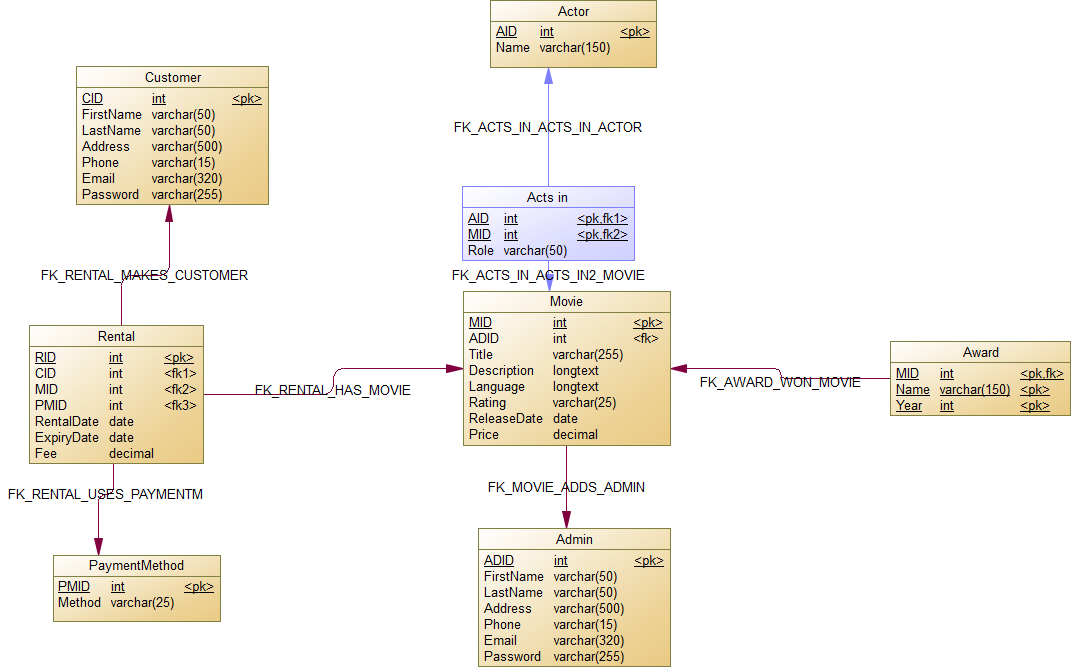 Actor
AID int <pk>
Name varchar(150)
Customer
CID int <pk>
FirstName varchar(50)
LastName varchar(50)
Address varchar(500)
Phone varchar(15)
Email varchar(320)
Password varchar(255)
FK_ACTS_IN_ACTS_IN_ACTOR
Acts in
AID int <pk,fk1>
MID int <pk,fk2>
Role varchar(50)
FK_RENTAL_MAKES_CUSTOMER
FK_ACTS_IN_ACTS_IN2_MOVIE
Movie
MID int <pk>
ADID int <fk>
Title varchar(255)
Description longtext
Language longtext
Rating varchar(25)
ReleaseDate date
Price decimal
Rental
RID int <pk>
CID int <fk1>
MID int <fk2>
PMID int <fk3>
RentalDate date
ExpiryDate date
Fee decimal
FK_RENTAL_HAS_MOVIE
FK_AWARD_WON_MOVIE
Award
MID int <pk,fk>
Name varchar(150) <pk>
Year int <pk>
FK_RENTAL_USES_PAYMENTM
FK_MOVIE_ADDS_ADMIN
PaymentMethod
PMID int <pk>
Method varchar(25)
Admin
ADID int <pk>
FirstName varchar(50)
LastName varchar(50)
Address varchar(500)
Phone varchar(15)
Email varchar(320)
Password varchar(255)